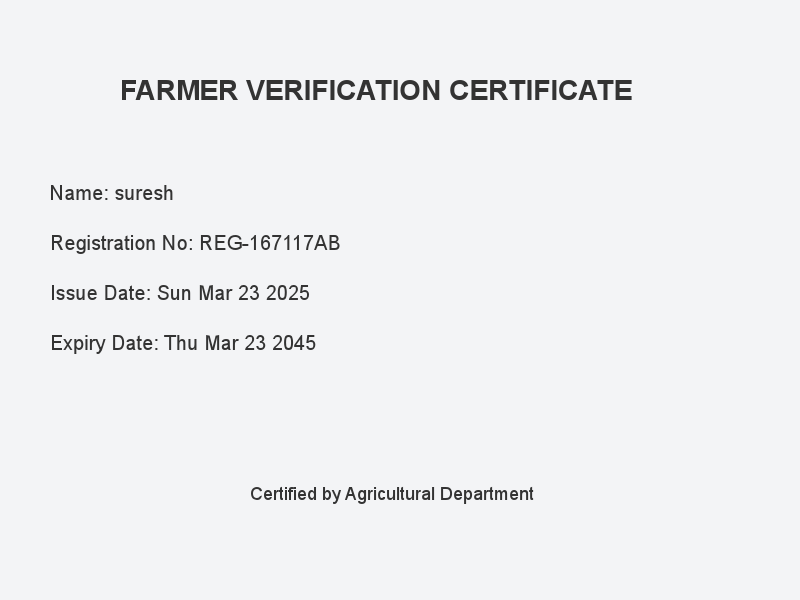 FARMER VERIFICATION CERTIFICATE
Name: suresh
Registration No: REG-167117AB
Issue Date: Sun Mar 23 2025
Expiry Date: Thu Mar 23 2045
Certified by Agricultural Department